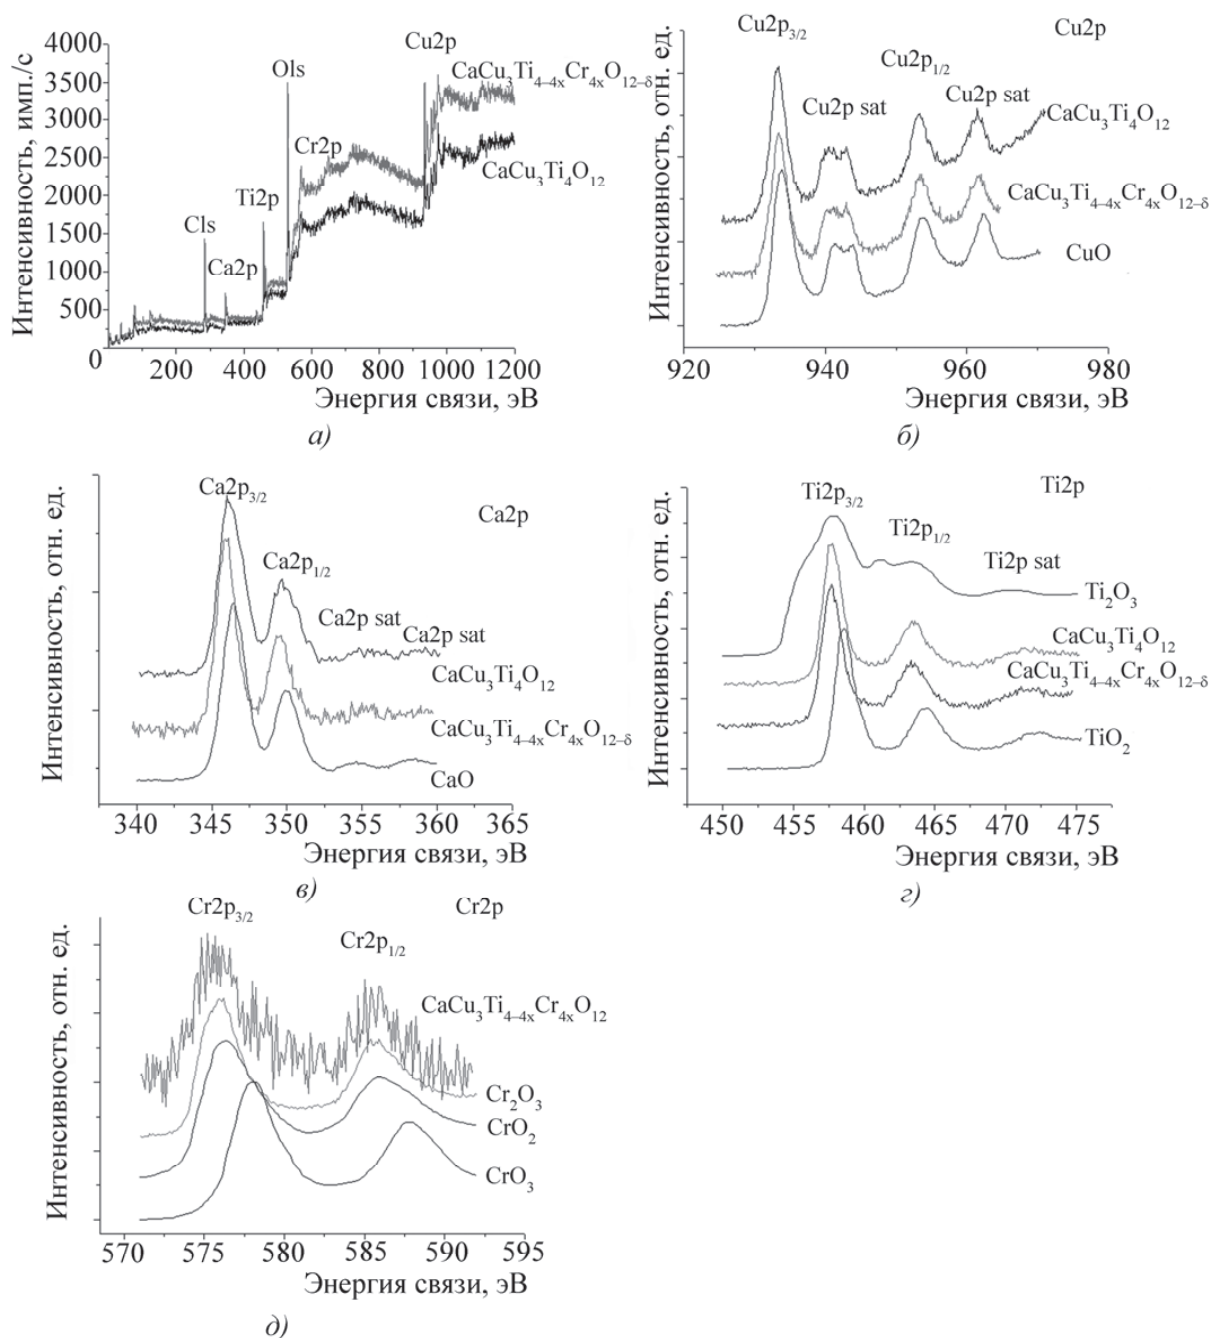 Cu2p
4000
3500
3000
2500
2000
1500
1000
500
0
Интенсивность, имп./с
Ols
Cr2p
Ti2p
Cls
Ca2p
CaCu₃Ti₄₋₄ₓCr₄ₓO₁₂₋δ
CaCu₃Ti₄O₁₂
200 400 600 800 1000 1200
Энергия связи, эВ
а)
Cu2p₃/₂
Cu2p
Cu2p₁/₂
Cu2p sat
Cu2p sat
CaCu₃Ti₄O₁₂
CaCu₃Ti₄₋₄ₓCr₄ₓO₁₂₋δ
CuO
Интенсивность, отн. ед.
920 940 960 980
Энергия связи, эВ
б)
Ca2p₃/₂
Ca2p
Ca2p₁/₂
Ca2p sat
Ca2p sat
CaCu₃Ti₄O₁₂
CaCu₃Ti₄₋₄ₓCr₄ₓO₁₂₋δ
CaO
Интенсивность, отн. ед.
340 345 350 355 360 365
Энергия связи, эВ
в)
Ti2p
Ti2p₃/₂
Ti2p₁/₂
Ti2p sat
Ti₂O₃
CaCu₃Ti₄O₁₂
CaCu₃Ti₄₋₄ₓCr₄ₓO₁₂₋δ
TiO₂
Интенсивность, отн. ед.
450 455 460 465 470 475
Энергия связи, эВ
г)
Cr2p₃/₂
Cr2p
Cr2p₁/₂
CaCu₃Ti₄₋₄ₓCr₄ₓO₁₂
Cr₂O₃
CrO₂
CrO₃
Интенсивность, отн. ед.
570 575 580 585 590 595
Энергия связи, эВ
д)